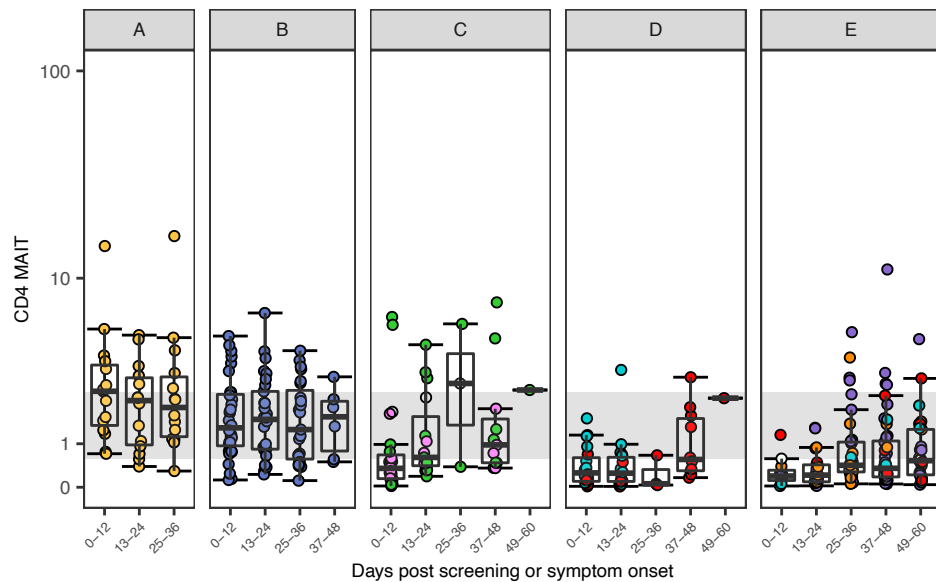 A B C D E
CD4 MAIT
100
10
1
0
0−12 13−24 25−36 0−12 13−24 25−36 37−48 0−12 13−24 25−36 37−48 49−60 0−12 13−24 25−36 37−48 49−60 0−12 13−24 25−36 37−48 49−60
Days post screening or symptom onset